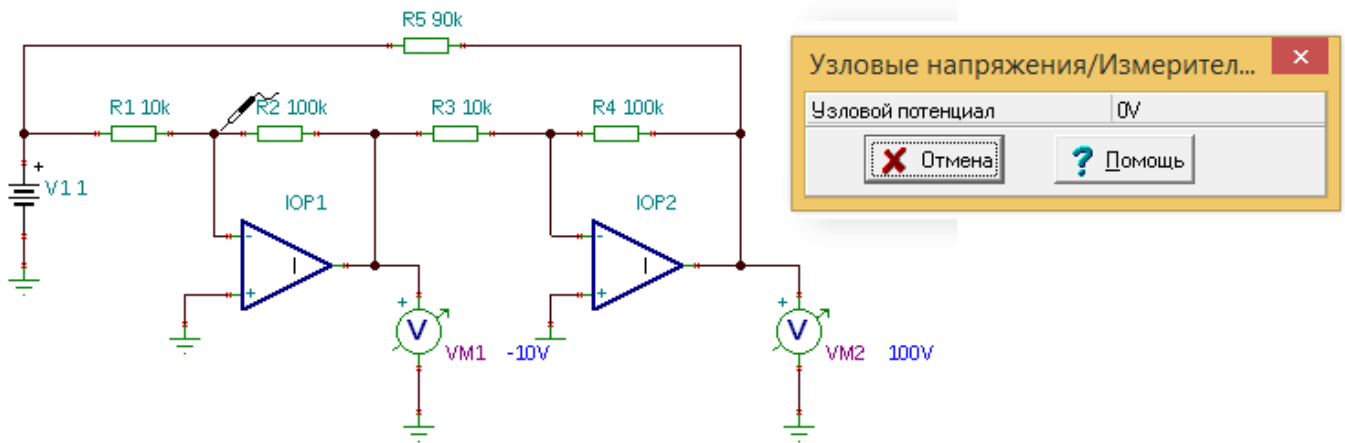 R5 90k
R1 10k
R2 100k
R3 10k
R4 100k
+
V1 1
IOP1
IOP2
-
I
+
-
I
+
+
V
VM1 -10V
+
V
VM2 100V
Узловые напряжения/Измерител...
Узловой потенциал 0V
Отмена
Помощь